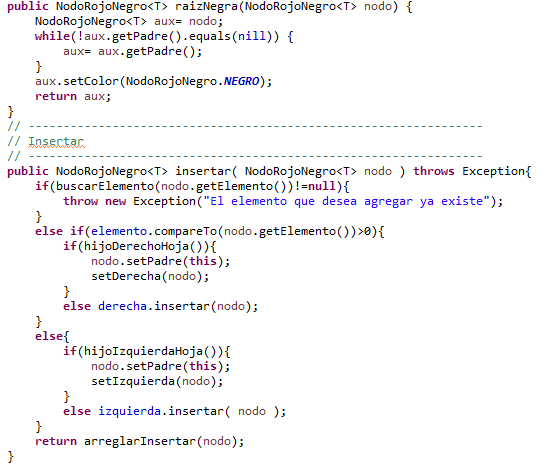 public NodoRojoNegro<T> raizNegra(NodoRojoNegro<T> nodo) {
    NodoRojoNegro<T> aux= nodo;
    while(!aux.getPadre().equals(nill)) {
        aux= aux.getPadre();
    }
    aux.setColor(NodoRojoNegro.NEGRO);
    return aux;
}
// -----------------------------------------------------------------
// Insertar
// -----------------------------------------------------------------
public NodoRojoNegro<T> insertar( NodoRojoNegro<T> nodo ) throws Exception{
    if(buscarElemento(nodo.getElemento())!=null){
        throw new Exception("El elemento que desea agregar ya existe");
    }
    else if(elemento.compareTo(nodo.getElemento())>0){
        if(hijoDerechoHoja()){
            nodo.setPadre(this);
            setDerecha(nodo);
        }
        else derecha.insertar(nodo);
    }
    else{
        if(hijoIzquierdaHoja()){
            nodo.setPadre(this);
            setIzquierda(nodo);
        }
        else izquierda.insertar( nodo );
    }
    return arreglarInsertar(nodo);
}